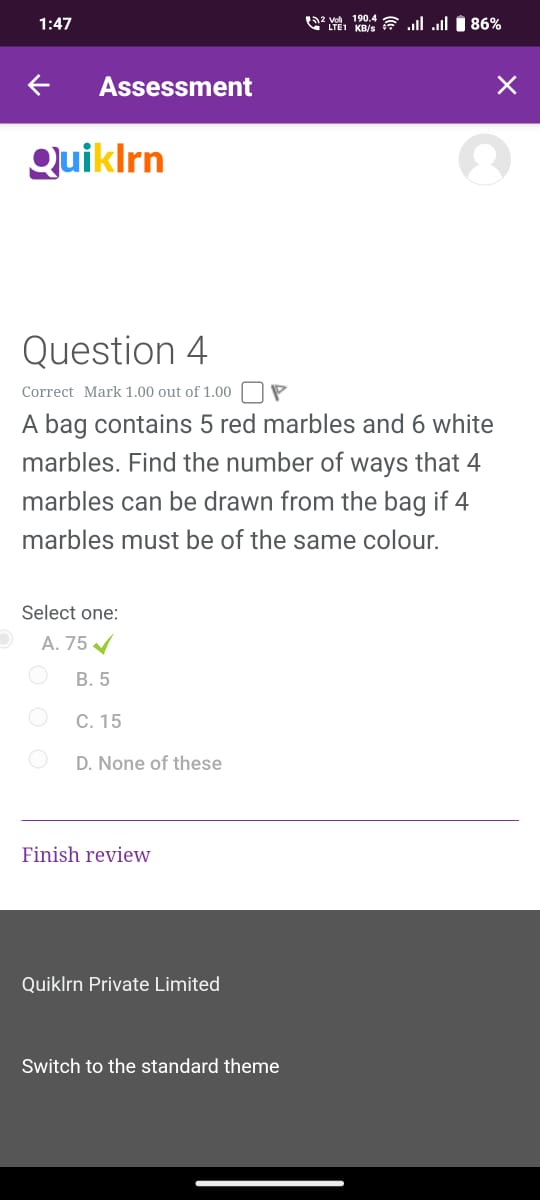 1:47
2 Vo) LTE1 190.4 KB/s 86%
Assessment
Quiklrn
Question 4
Correct Mark 1.00 out of 1.00
A bag contains 5 red marbles and 6 white
marbles. Find the number of ways that 4
marbles can be drawn from the bag if 4
marbles must be of the same colour.
Select one:
A. 75
B. 5
C. 15
D. None of these
Finish review
Quiklrn Private Limited
Switch to the standard theme